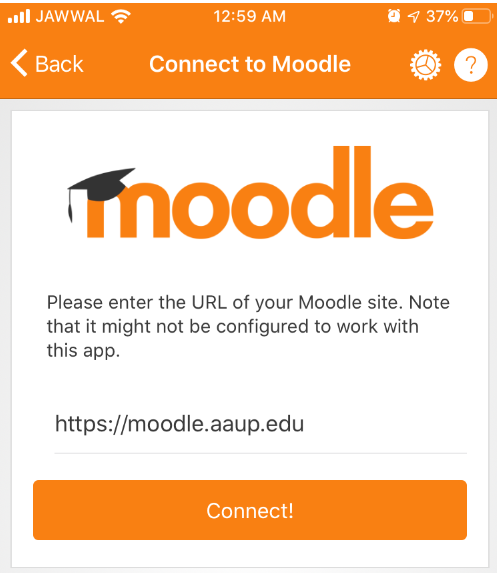 JAWWAL 12:59 AM 37%
Back Connect to Moodle ?
moodle
Please enter the URL of your Moodle site. Note
that it might not be configured to work with
this app.
https://moodle.aaup.edu
Connect!